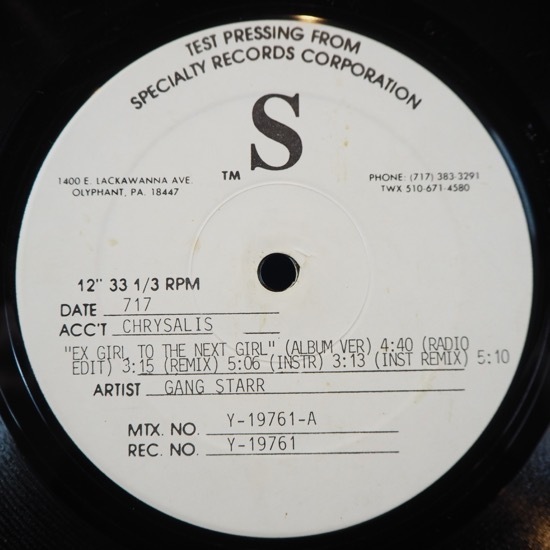 TEST PRESSING FROM
SPECIALTY RECORDS CORPORATION
S
TM
1400 E. LACKAWANNA AVE.
OLYPHANT, PA. 18447
PHONE: (717) 383-3291
TWX 510-671-4580
12" 33 1/3 RPM
DATE 717
ACC'T CHRYSALIS
"EX GIRL TO THE NEXT GIRL" (ALBUM VER) 4:40 (RADIO
EDIT) 3:15 (REMIX) 5:06 (INSTR) 3:13 (INST REMIX) 5:10
ARTIST GANG STARR
MTX. NO. Y-19761-A
REC. NO. Y-19761